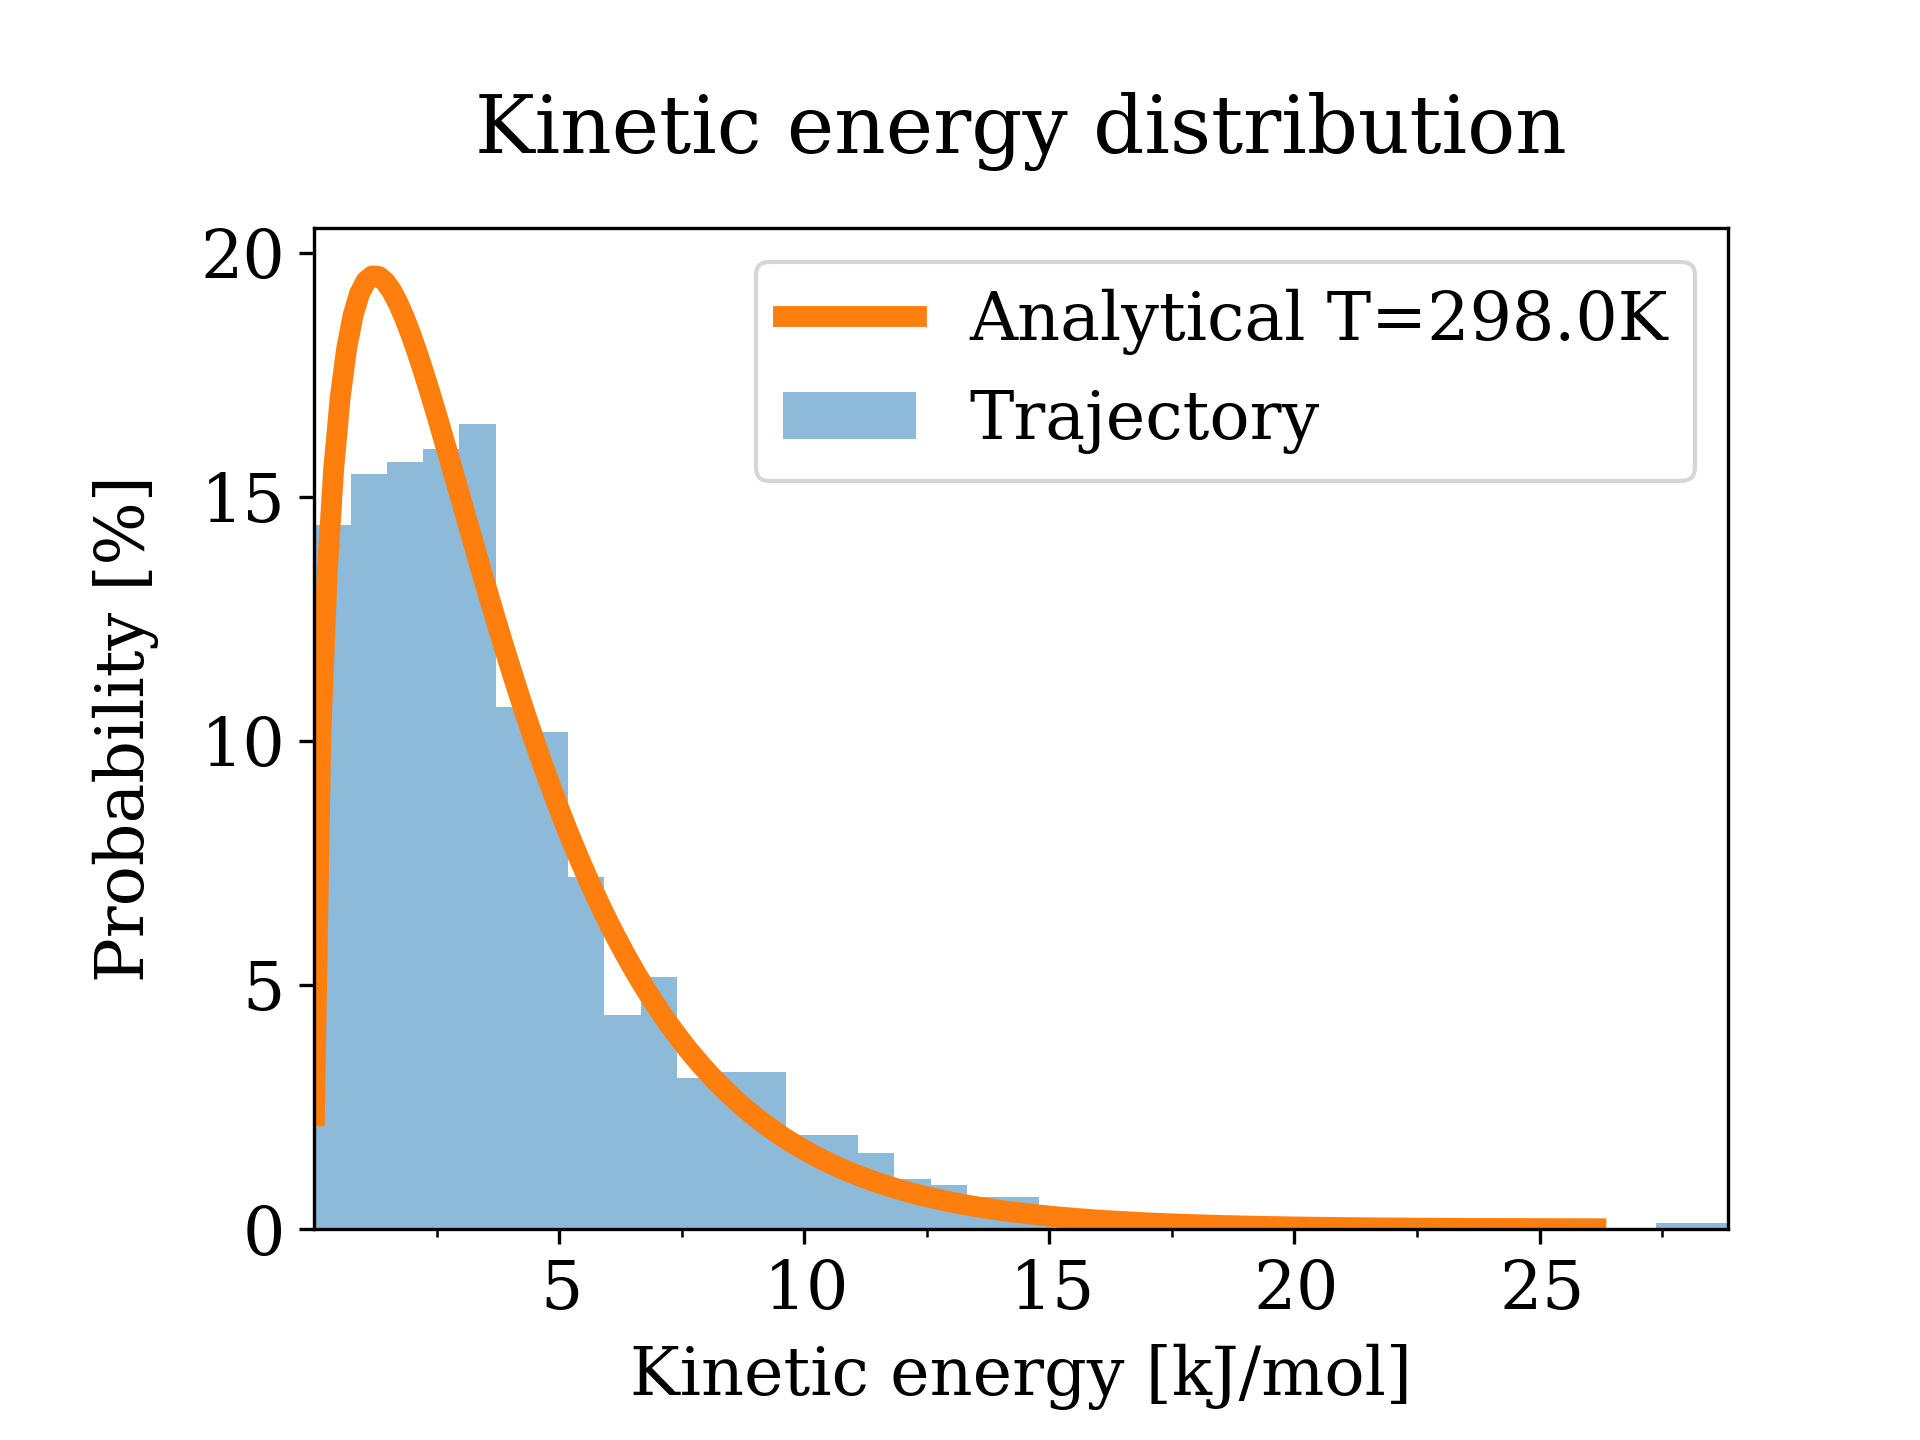 Kinetic energy distribution
Analytical T=298.0K
Trajectory
Probability [%]
20
15
10
5
0
5 10 15 20 25
Kinetic energy [kJ/mol]